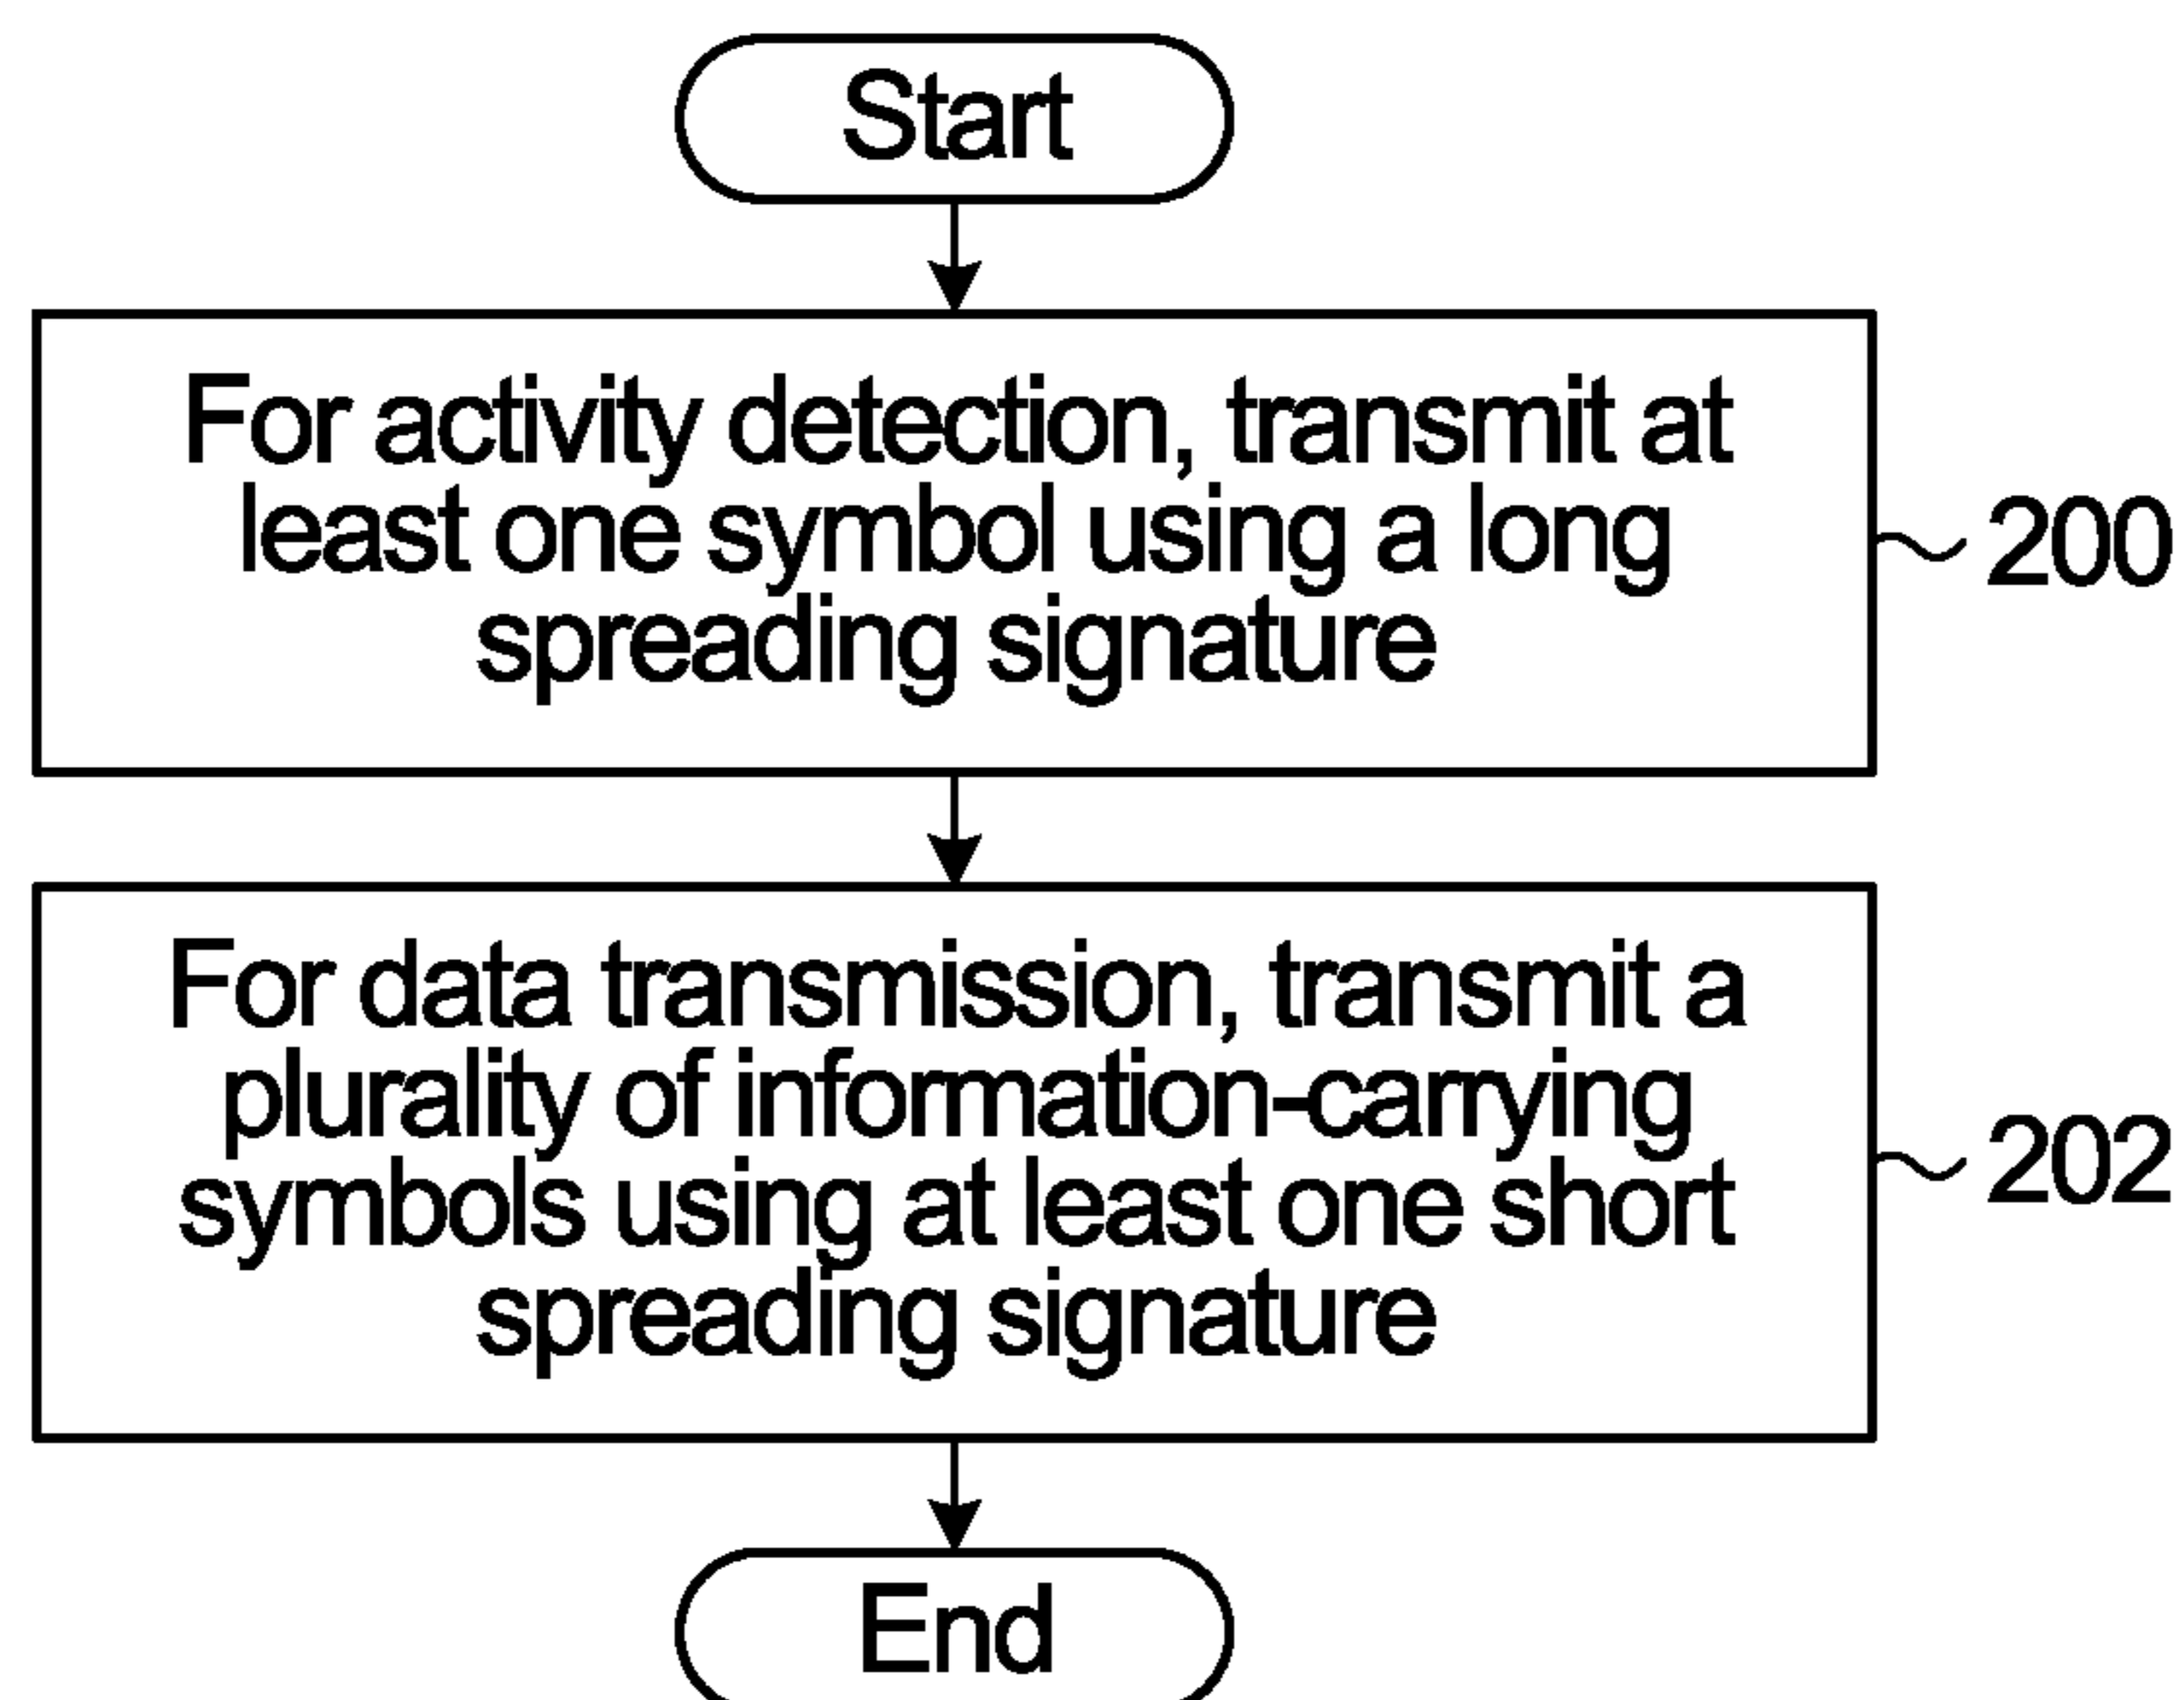 Start
For activity detection, transmit at
least one symbol using a long
spreading signature
200
For data transmission, transmit a
plurality of information-carrying
symbols using at least one short
spreading signature
202
End